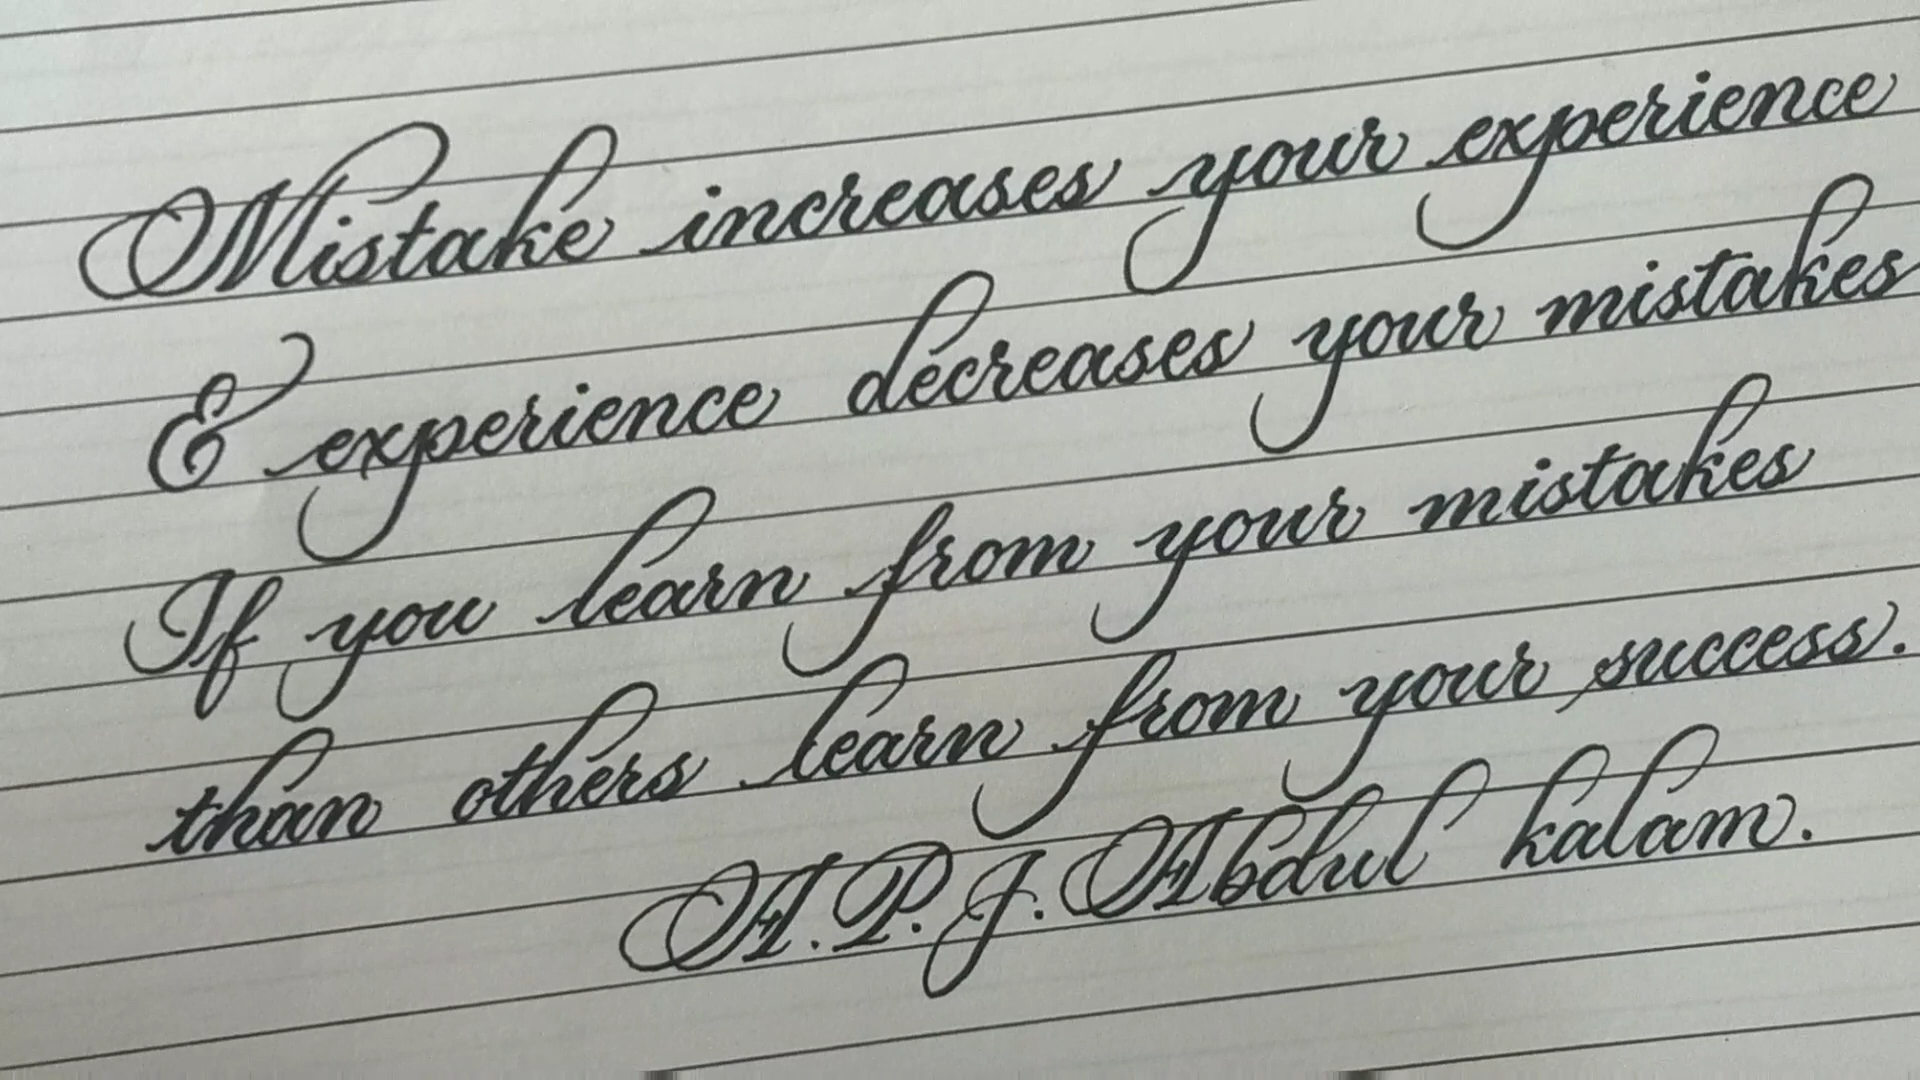 Mistake increases your experience
& experience decreases your mistakes
If you learn from your mistakes
than others learn from your success.
A.P.J. Abdul kalam.